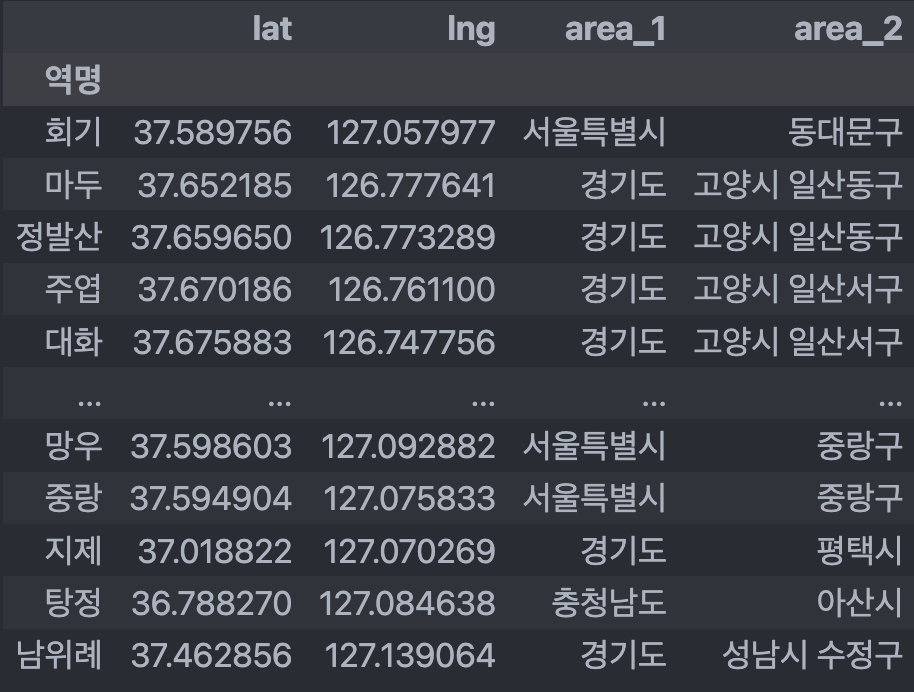 lat lng area_1 area_2
역명
회기 37.589756 127.057977 서울특별시 동대문구
마두 37.652185 126.777641 경기도 고양시 일산동구
정발산 37.659650 126.773289 경기도 고양시 일산동구
주엽 37.670186 126.761100 경기도 고양시 일산서구
대화 37.675883 126.747756 경기도 고양시 일산서구
... ... ... ... ...
망우 37.598603 127.092882 서울특별시 중랑구
중랑 37.594904 127.075833 서울특별시 중랑구
지제 37.018822 127.070269 경기도 평택시
탕정 36.788270 127.084638 충청남도 아산시
남위례 37.462856 127.139064 경기도 성남시 수정구